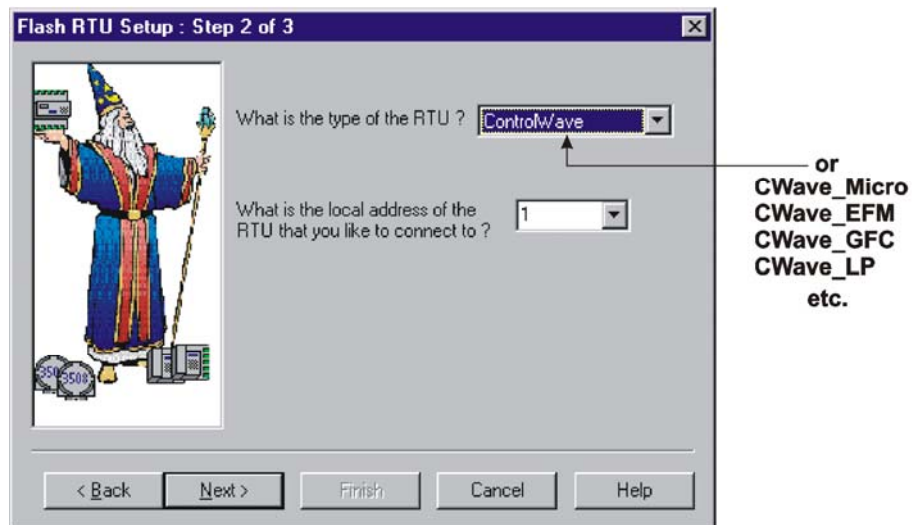 Flash RTU Setup : Step 2 of 3
What is the type of the RTU ?
ControlWave
or
CWave_Micro
CWave_EFM
CWave_GFC
CWave_LP
etc.
What is the local address of the
RTU that you like to connect to ?
1
3508
< Back
Next >
Finish
Cancel
Help